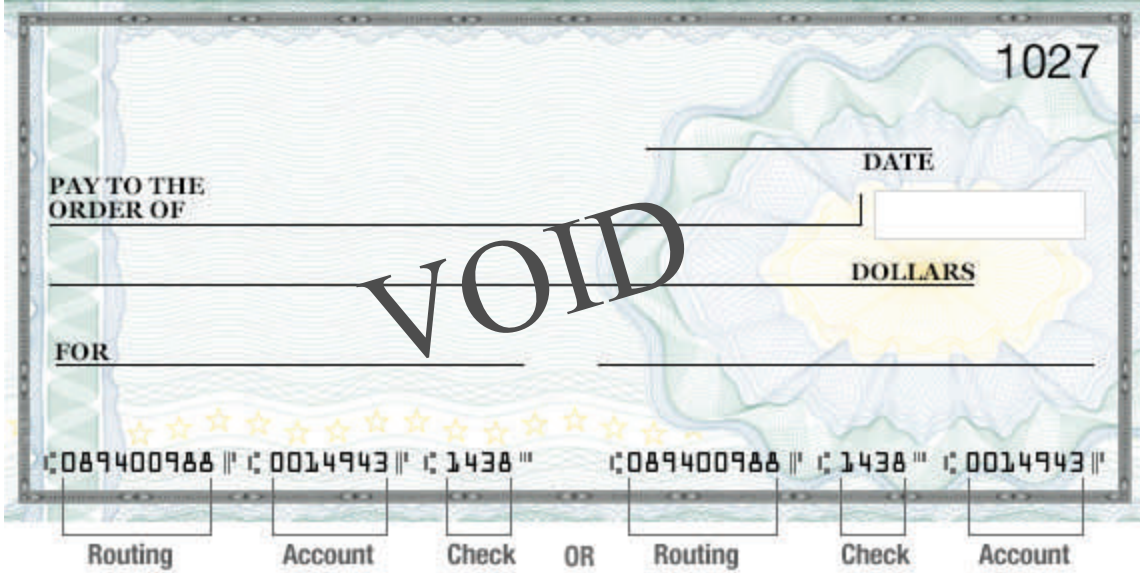 1027
DATE
PAY TO THE
ORDER OF
VOID
DOLLARS
FOR
⑆089400988⑈ ⑆0014943⑈ ⑆1438⑈ ⑆089400988⑈ ⑆1438⑈ ⑆0014943⑈
Routing Account Check OR Routing Check Account